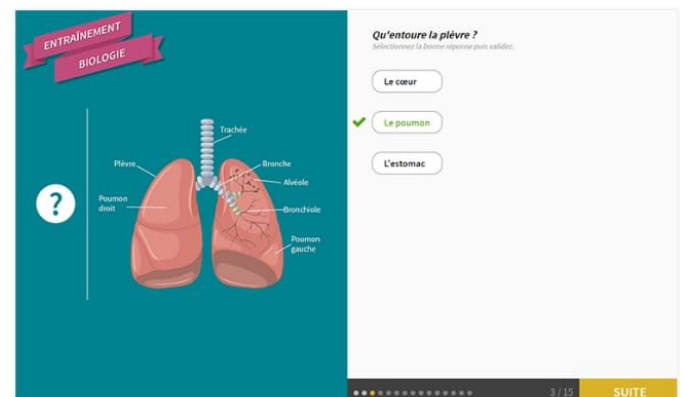 ENTRAÎNEMENT
BIOLOGIE
?
Trachée
Plèvre
Bronche
Alvéole
Poumon
droit
Bronchiole
Poumon
gauche
Qu'entoure la plèvre ?
Sélectionnez la bonne réponse puis validez.
Le cœur
Le poumon
L'estomac
3 / 15
SUITE